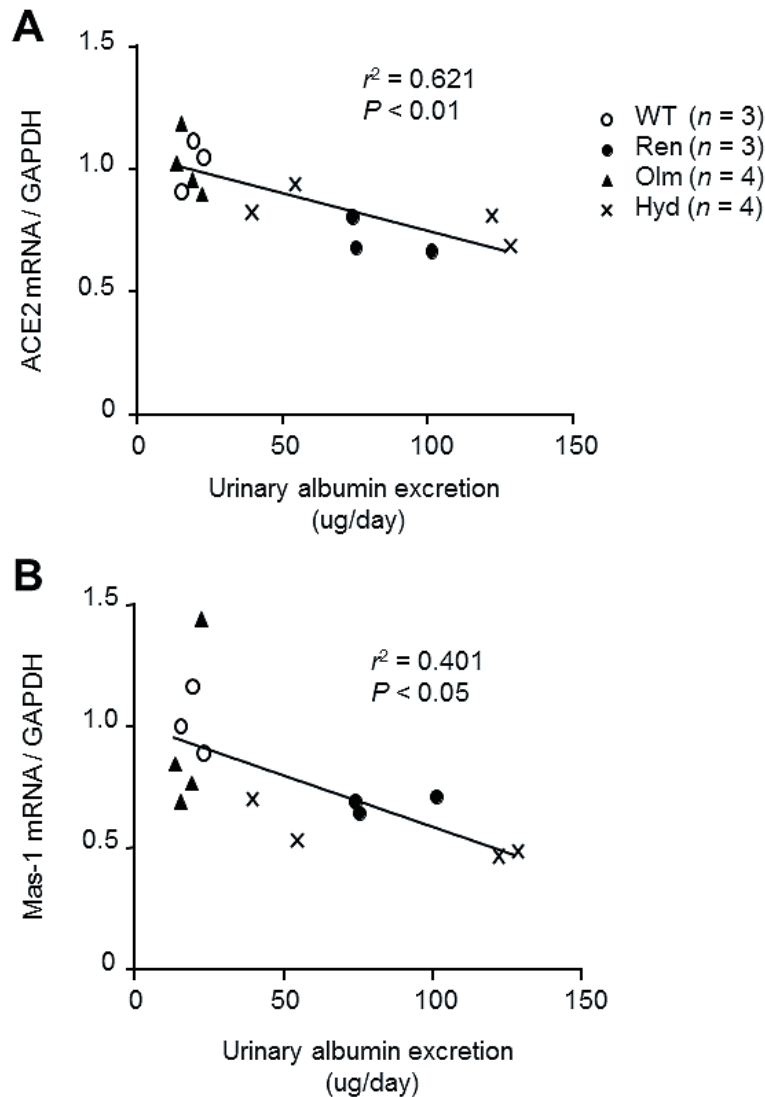 A
1.5
1.0
0.5
0
ACE2 mRNA / GAPDH
r² = 0.621
P < 0.01
WT (n = 3)
Ren (n = 3)
Olm (n = 4)
Hyd (n = 4)
0 50 100 150
Urinary albumin excretion
(ug/day)
B
1.5
1.0
0.5
0
Mas-1 mRNA / GAPDH
r² = 0.401
P < 0.05
0 50 100 150
Urinary albumin excretion
(ug/day)